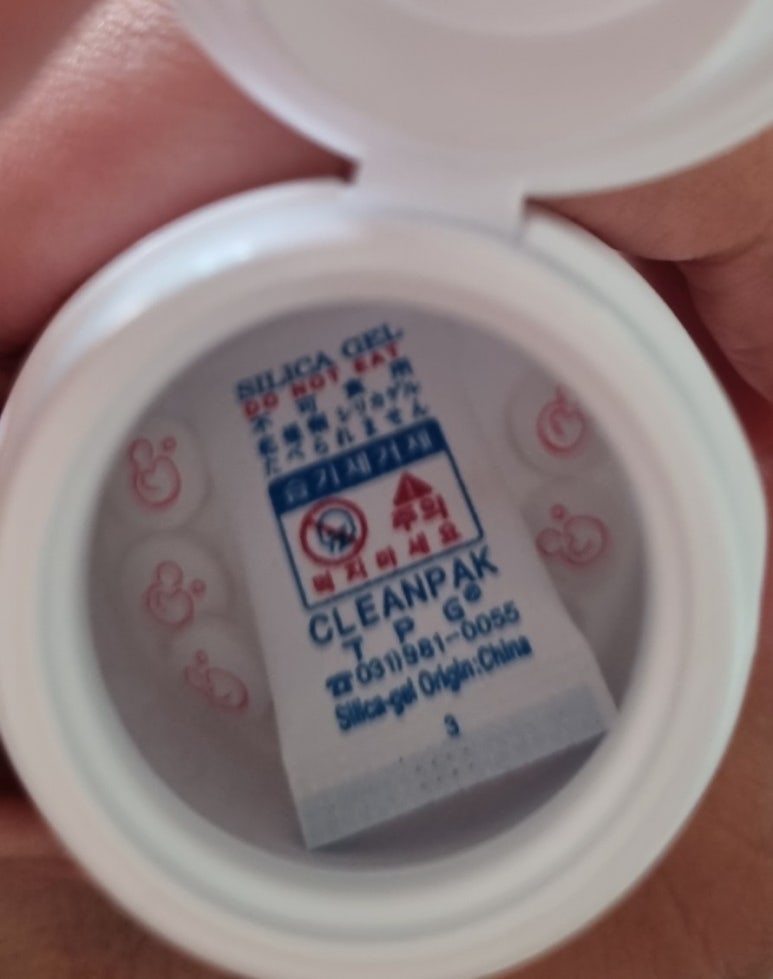 SILICA GEL
DO NOT EAT
不 可 食 用
乾燥剤 シリカゲル
たべられません
습기제거제
주의
먹지마세요
CLEANPAK
T P G®
☎031)981-0055
Silica-gel Origin:China
3